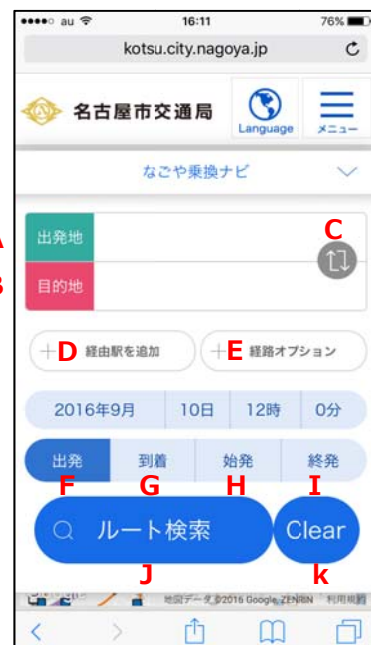 au 16:11 76%
kotsu.city.nagoya.jp
名古屋市交通局 Language メニュー
なごや乗換ナビ
A 出発地 C
B 目的地
D 経由駅を追加 E 経路オプション
2016年9月 10日 12時 0分
出発 到着 始発 終発
F G H I
ルート検索 Clear
J k
地図データ ©2016 Google, ZENRIN 利用規約